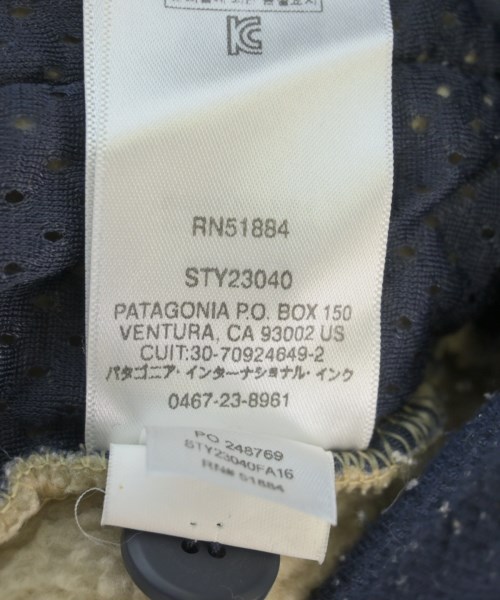 KC
RN51884
STY23040
PATAGONIA P.O. BOX 150
VENTURA, CA 93002 US
CUIT:30-70924649-2
パタゴニア・インターナショナル・インク
0467-23-8961
PO 248769
STY23040FA16
RN# 51884